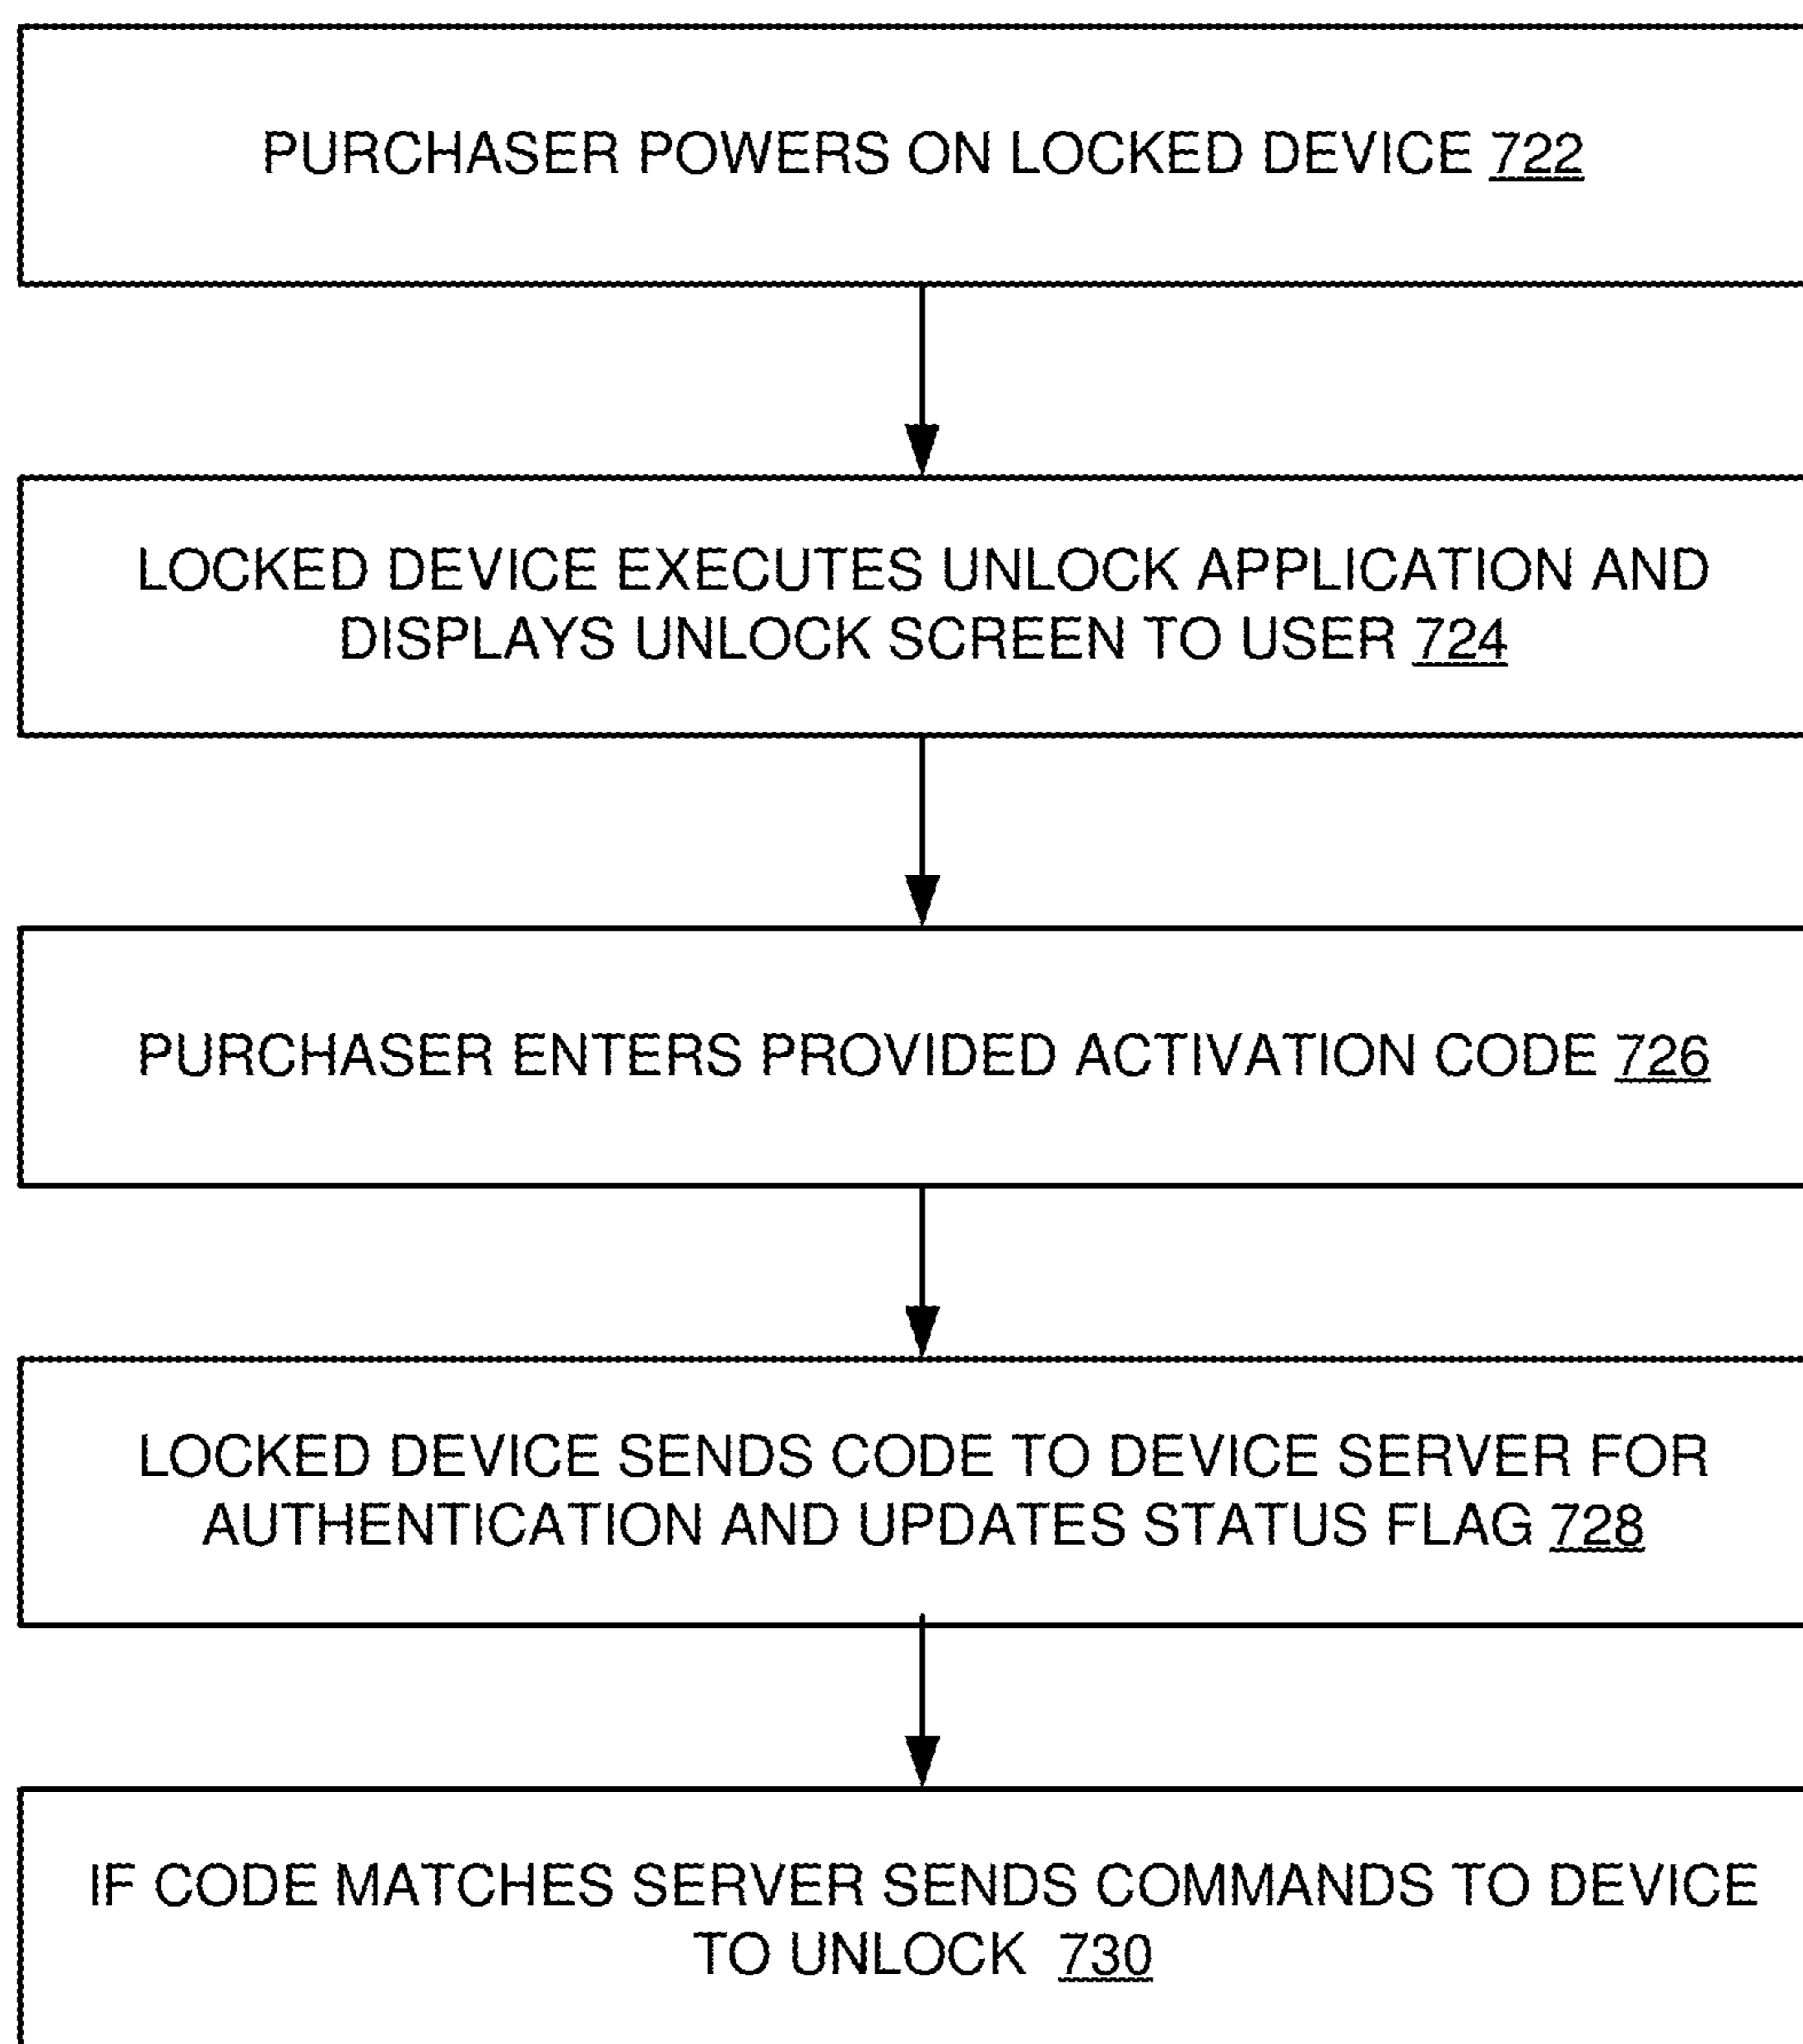 PURCHASER POWERS ON LOCKED DEVICE 722
LOCKED DEVICE EXECUTES UNLOCK APPLICATION AND
DISPLAYS UNLOCK SCREEN TO USER 724
PURCHASER ENTERS PROVIDED ACTIVATION CODE 726
LOCKED DEVICE SENDS CODE TO DEVICE SERVER FOR
AUTHENTICATION AND UPDATES STATUS FLAG 728
IF CODE MATCHES SERVER SENDS COMMANDS TO DEVICE
TO UNLOCK 730